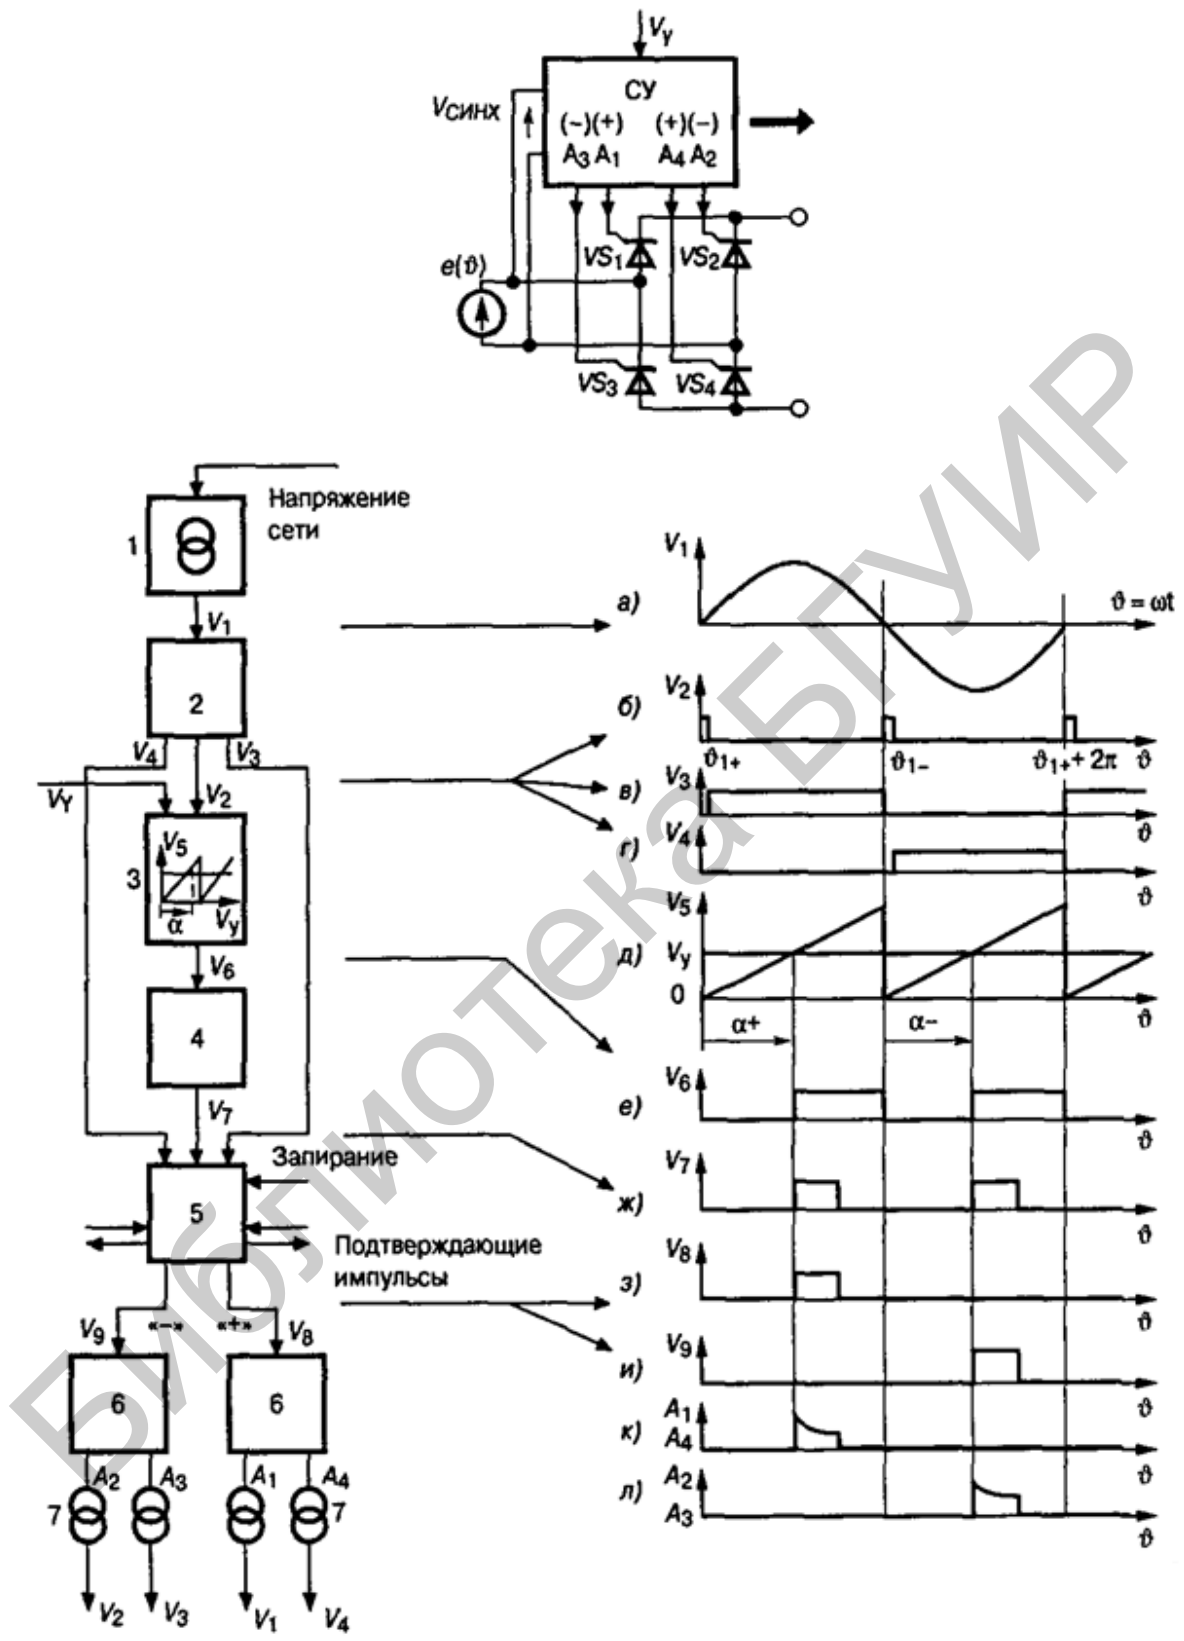 Vу
СУ
Vсинх
(–)(+) (+)(–)
A3 A1 A4 A2
VS1 VS2
e(ϑ)
VS3 VS4
Напряжение
сети
1
V1
2
V4 V3
V2
VY
V5
3
α Vy
V6
4
V7
Запирание
5
Подтверждающие
импульсы
V9 «–» «+» V8
6 6
A2 A3 A1 A4
7 7
V2 V3 V1 V4
а) V1 ϑ = ωt
б) V2
ϑ1+ ϑ1– ϑ1+ + 2π ϑ
в) V3 ϑ
г) V4 ϑ
V5
д) Vy
0 ϑ
α+ α–
е) V6 ϑ
ж) V7 ϑ
з) V8 ϑ
и) V9 ϑ
к) A1
A4 ϑ
л) A2
A3 ϑ
Библиотека БГУИР